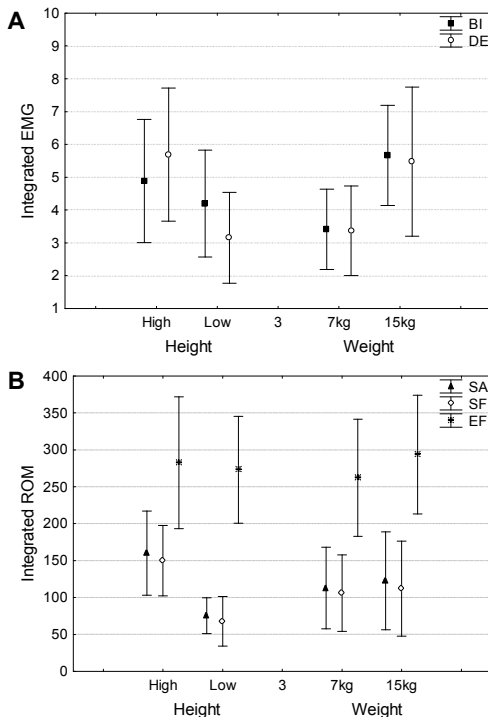 A
BI
DE
10
9
8
7
6
5
4
3
2
1
Integrated EMG
High Low 3 7kg 15kg
Height Weight
B
SA
SF
EF
400
350
300
250
200
150
100
50
0
Integrated ROM
High Low 3 7kg 15kg
Height Weight